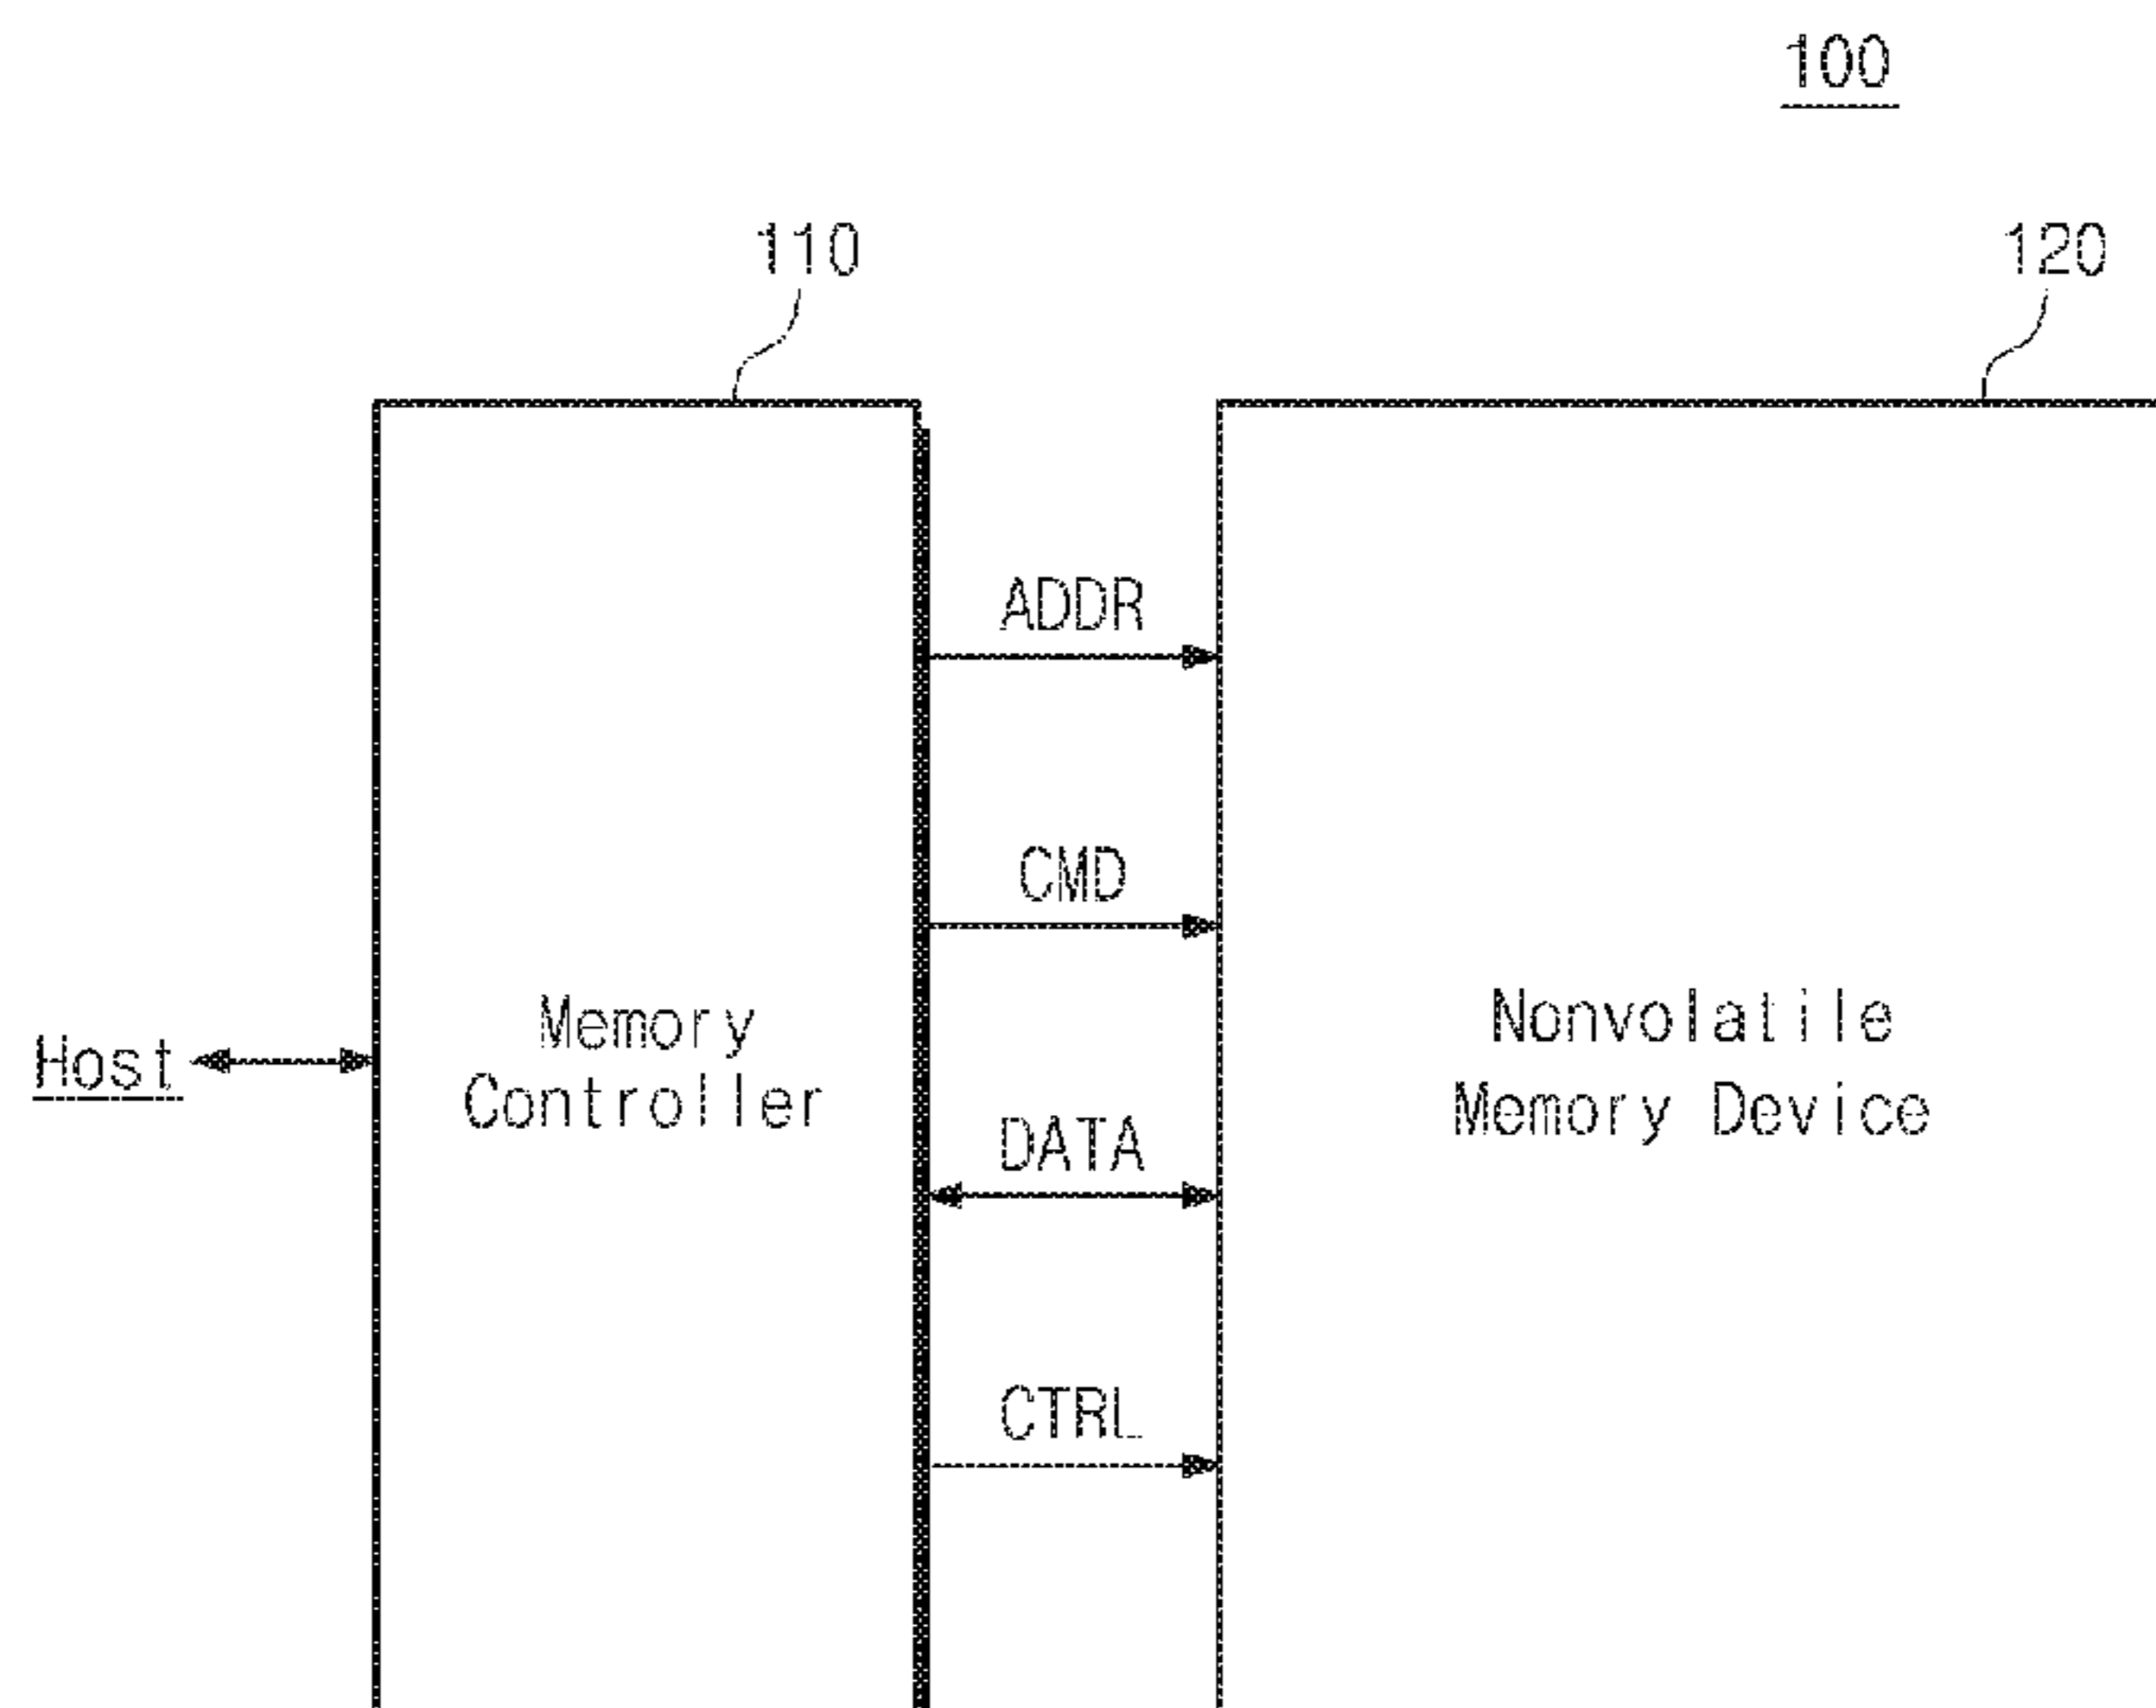 100
110
120
ADDR
CMD
Memory
Controller
Nonvolatile
Memory Device
Host
DATA
CTRL